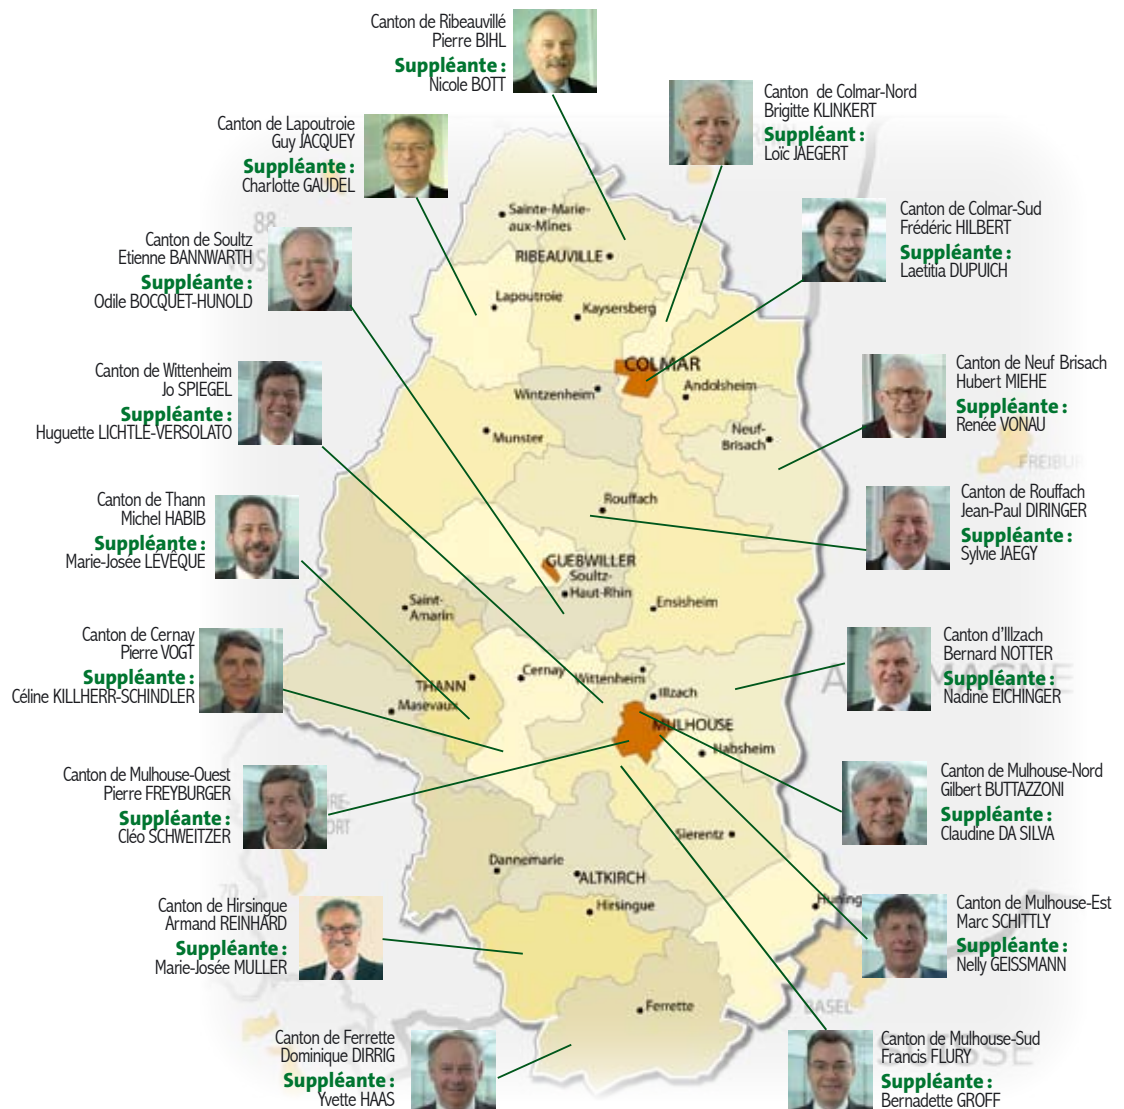 Canton de Ribeauvillé
Pierre BIHL
Suppléante :
Nicole BOTT
Canton de Colmar-Nord
Brigitte KLINKERT
Suppléant :
Loïc JAEGERT
Canton de Lapoutroie
Guy JACQUEY
Suppléante :
Charlotte GAUDEL
Canton de Colmar-Sud
Frédéric HILBERT
Suppléante :
Laetitia DUPUICH
Canton de Soultz
Etienne BANNWARTH
Suppléante :
Odile BOCQUET-HUNOLD
Canton de Wittenheim
Jo SPIEGEL
Suppléante :
Huguette LICHTLE-VERSOLATO
Canton de Neuf Brisach
Hubert MIEHE
Suppléante :
Renée VONAU
Canton de Thann
Michel HABIB
Suppléante :
Marie-Josée LÉVÊQUE
Canton de Rouffach
Jean-Paul DIRINGER
Suppléante :
Sylvie JAEGY
Canton de Cernay
Pierre VOGT
Suppléante :
Céline KILLHERR-SCHINDLER
Canton d'Illzach
Bernard NOTTER
Suppléante :
Nadine EICHINGER
Canton de Mulhouse-Ouest
Pierre FREYBURGER
Suppléante :
Cléo SCHWEITZER
Canton de Mulhouse-Nord
Gilbert BUTTAZZONI
Suppléante :
Claudine DA SILVA
Canton de Hirsingue
Armand REINHARD
Suppléante :
Marie-Josée MULLER
Canton de Mulhouse-Est
Marc SCHITTLY
Suppléante :
Nelly GEISSMANN
Canton de Ferrette
Dominique DIRRIG
Suppléante :
Yvette HAAS
Canton de Mulhouse-Sud
Francis FLURY
Suppléante :
Bernadette GROFF
88
Sainte-Marie-
aux-Mines
RIBEAUVILLE
Lapoutroie
Kaysersberg
COLMAR
Wintzenheim
Andolsheim
Munster
Neuf-
Brisach
FREIBUR
Rouffach
GUEBWILLER
Soultz-
Haut-Rhin
Saint-
Amarin
Ensisheim
Cernay
Wittenheim
Illzach
THANN
Masevaux
MULHOUSE
Habsheim
Sierentz
Dannemarie
ALTKIRCH
Hirsingue
Huning
Ferrette
BASEL
SUISSE